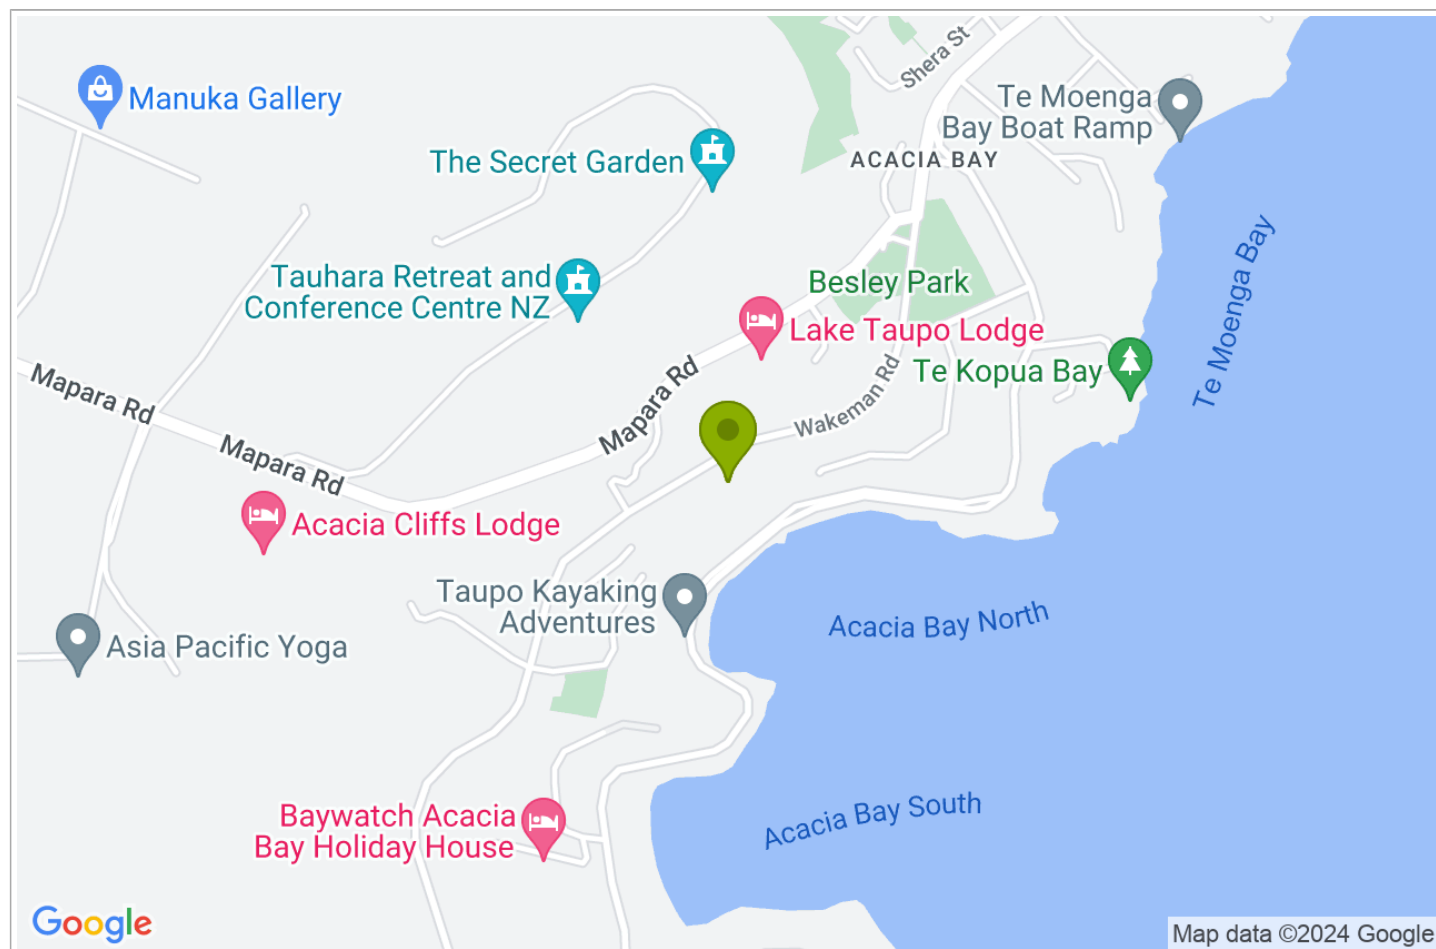 Shera St
Manuka Gallery
Te Moenga
Bay Boat Ramp
The Secret Garden
ACACIA BAY
Te Moenga Bay
Tauhara Retreat and
Conference Centre NZ
Besley Park
Lake Taupo Lodge
Mapara Rd
Mapara Rd
Te Kopua Bay
Wakeman Rd
Mapara Rd
Acacia Cliffs Lodge
Taupo Kayaking
Adventures
Acacia Bay North
Asia Pacific Yoga
Baywatch Acacia
Bay Holiday House
Acacia Bay South
Google
Map data ©2024 Google